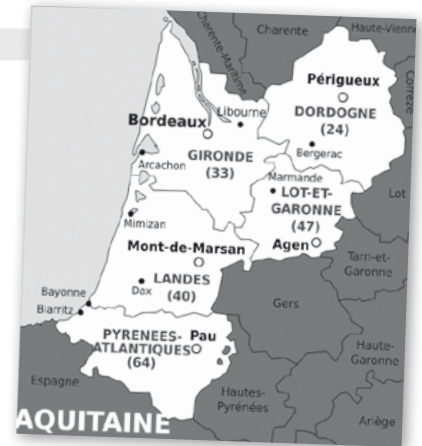 Charente-Maritime
Charente
Haute-Vienne
Corrèze
Périgueux
DORDOGNE
(24)
Libourne
Bordeaux
Bergerac
Arcachon
GIRONDE
(33)
Marmande
LOT-ET-
GARONNE
(47)
Lot
Mimizan
Agen
Mont-de-Marsan
Tarn-et-
Garonne
LANDES
(40)
Dax
Bayonne
Biarritz
Gers
PYRENEES-
ATLANTIQUES
(64)
Pau
Haute-
Garonne
Espagne
Hautes-
Pyrénées
Ariège
AQUITAINE